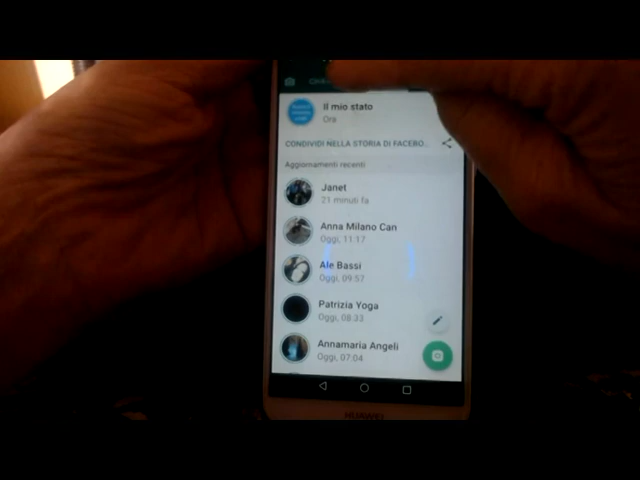 Il mio stato
Ora
CONDIVIDI NELLA STORIA DI FACEBO...
Aggiornamenti recenti
Janet
21 minuti fa
Anna Milano Can
Oggi, 11:17
Ale Bassi
Oggi, 09:57
Patrizia Yoga
Oggi, 08:33
Annamaria Angeli
Oggi, 07:04
HUAWEI